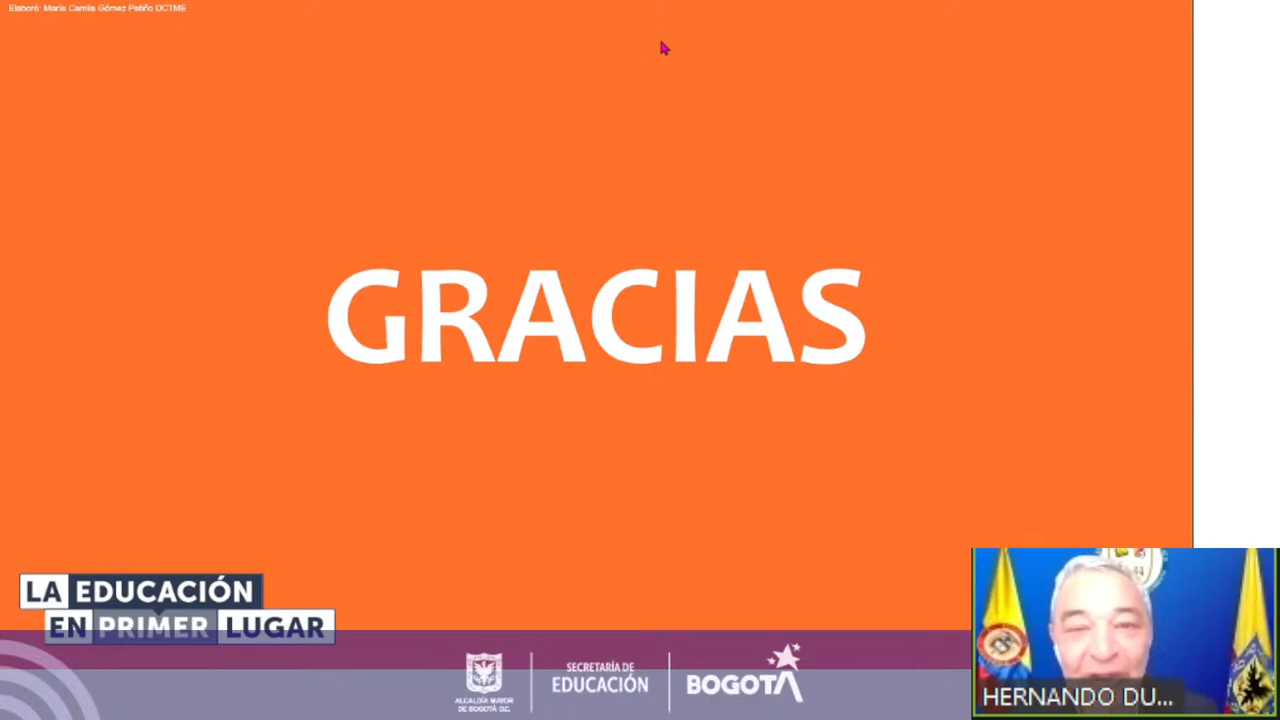 Elaboró: María Camila Gómez Patiño DCTME
GRACIAS
LA EDUCACIÓN
EN PRIMER LUGAR
ALCALDÍA MAYOR
DE BOGOTÁ D.C.
SECRETARÍA DE
EDUCACIÓN
BOGOTÁ
HERNANDO DU...